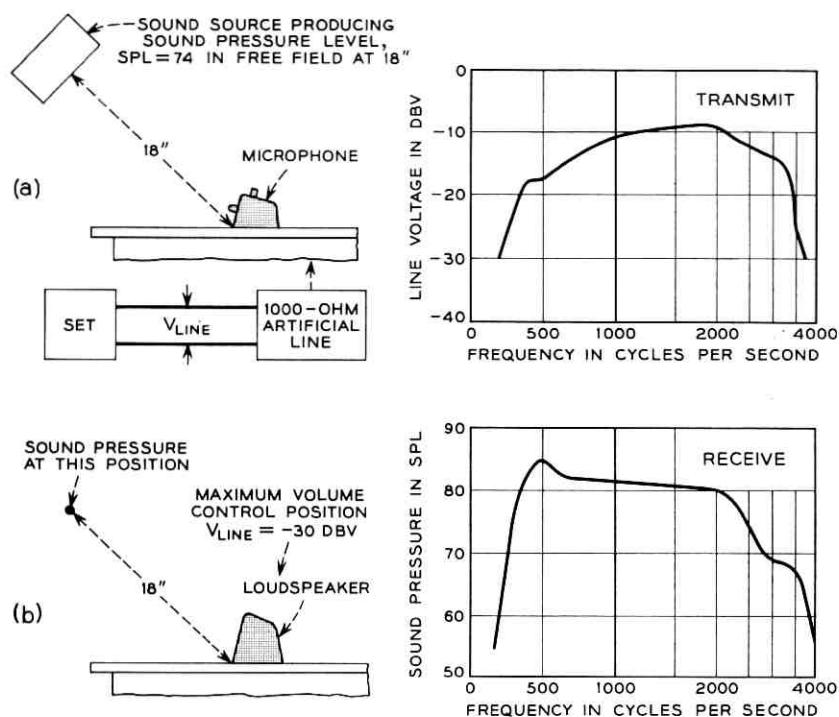 SOUND SOURCE PRODUCING
SOUND PRESSURE LEVEL,
SPL=74 IN FREE FIELD AT 18"
18"
MICROPHONE
(a)
SET
VLINE
1000-OHM
ARTIFICIAL
LINE
0
-10
-20
-30
-40
LINE VOLTAGE IN DBV
TRANSMIT
0 500 1000 2000 4000
FREQUENCY IN CYCLES PER SECOND
SOUND PRESSURE
AT THIS POSITION
MAXIMUM VOLUME
CONTROL POSITION
VLINE = -30 DBV
18"
LOUDSPEAKER
(b)
90
80
70
60
50
SOUND PRESSURE IN SPL
RECEIVE
0 500 1000 2000 4000
FREQUENCY IN CYCLES PER SECOND